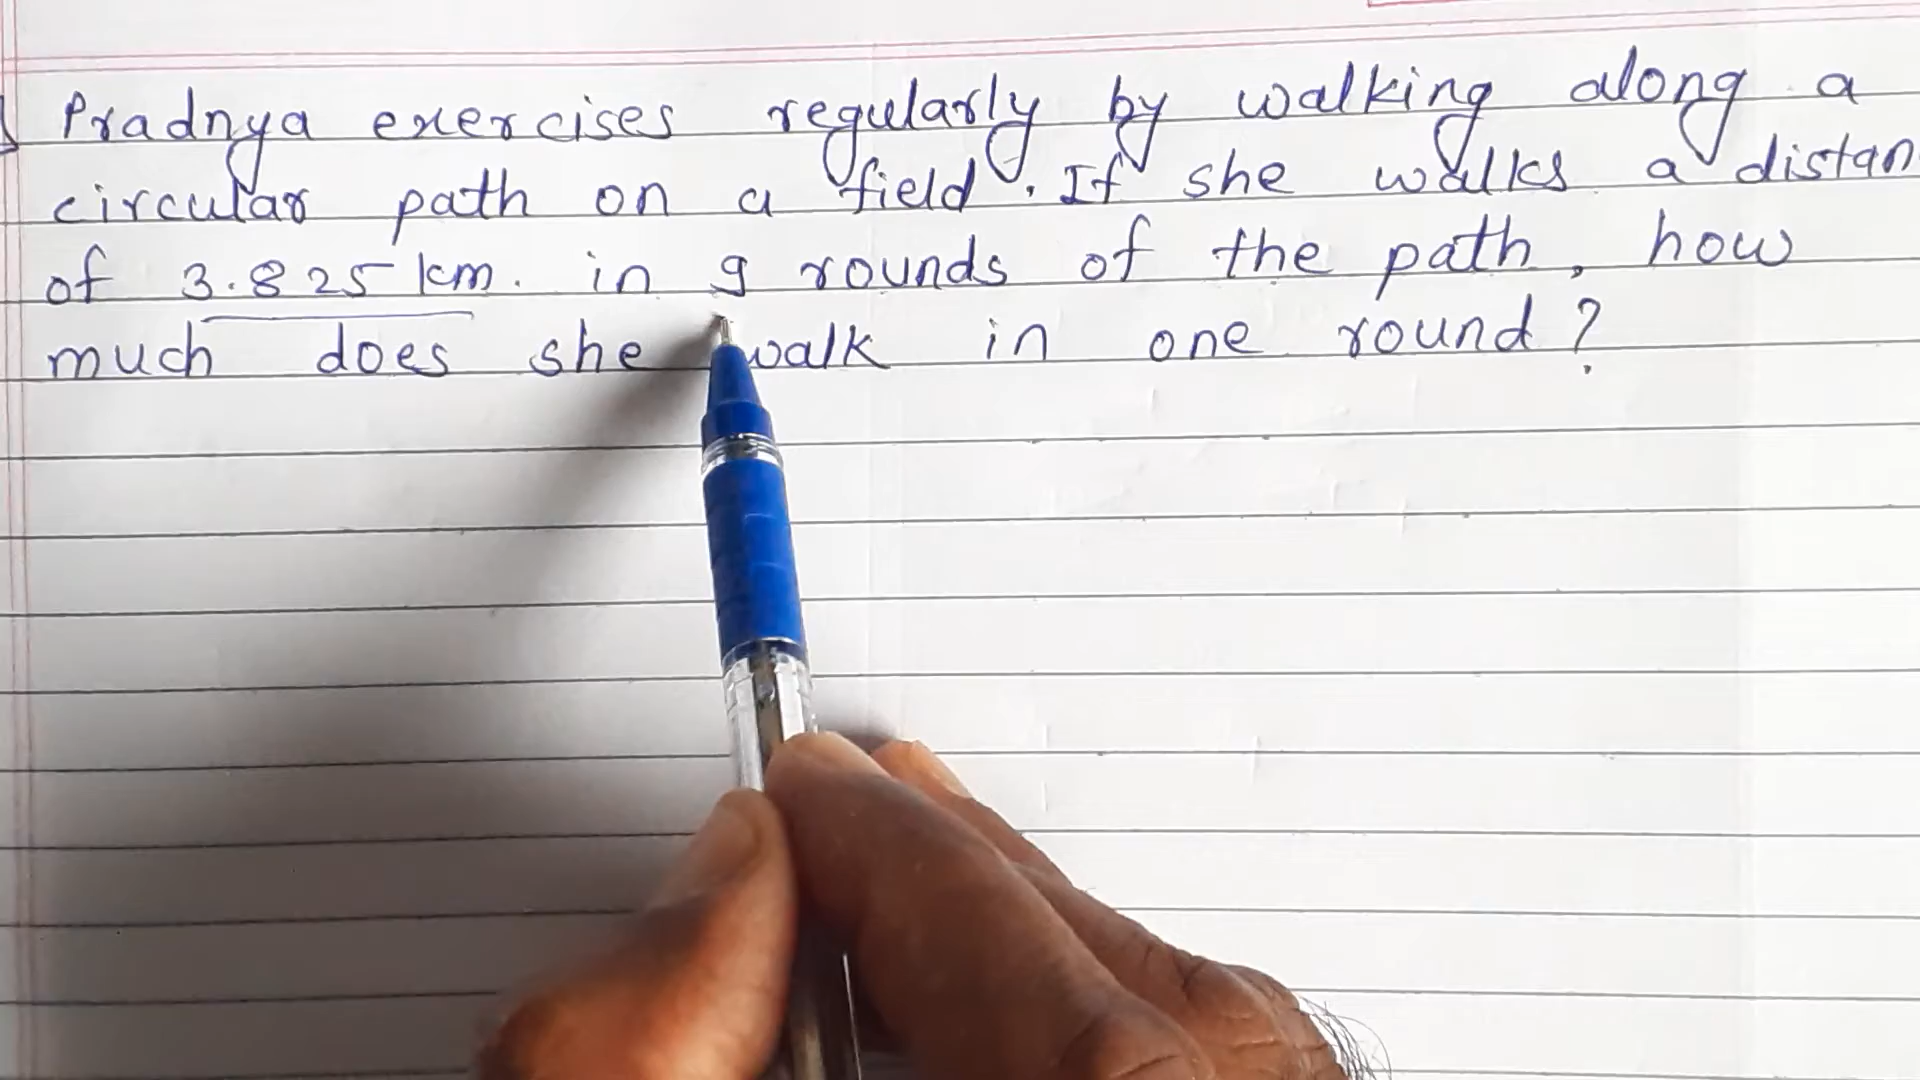 Pradnya exercises regularly by walking along a
circular path on a field. If she walks a distan
of 3.825 km. in 9 rounds of the path, how
much does she walk in one round?